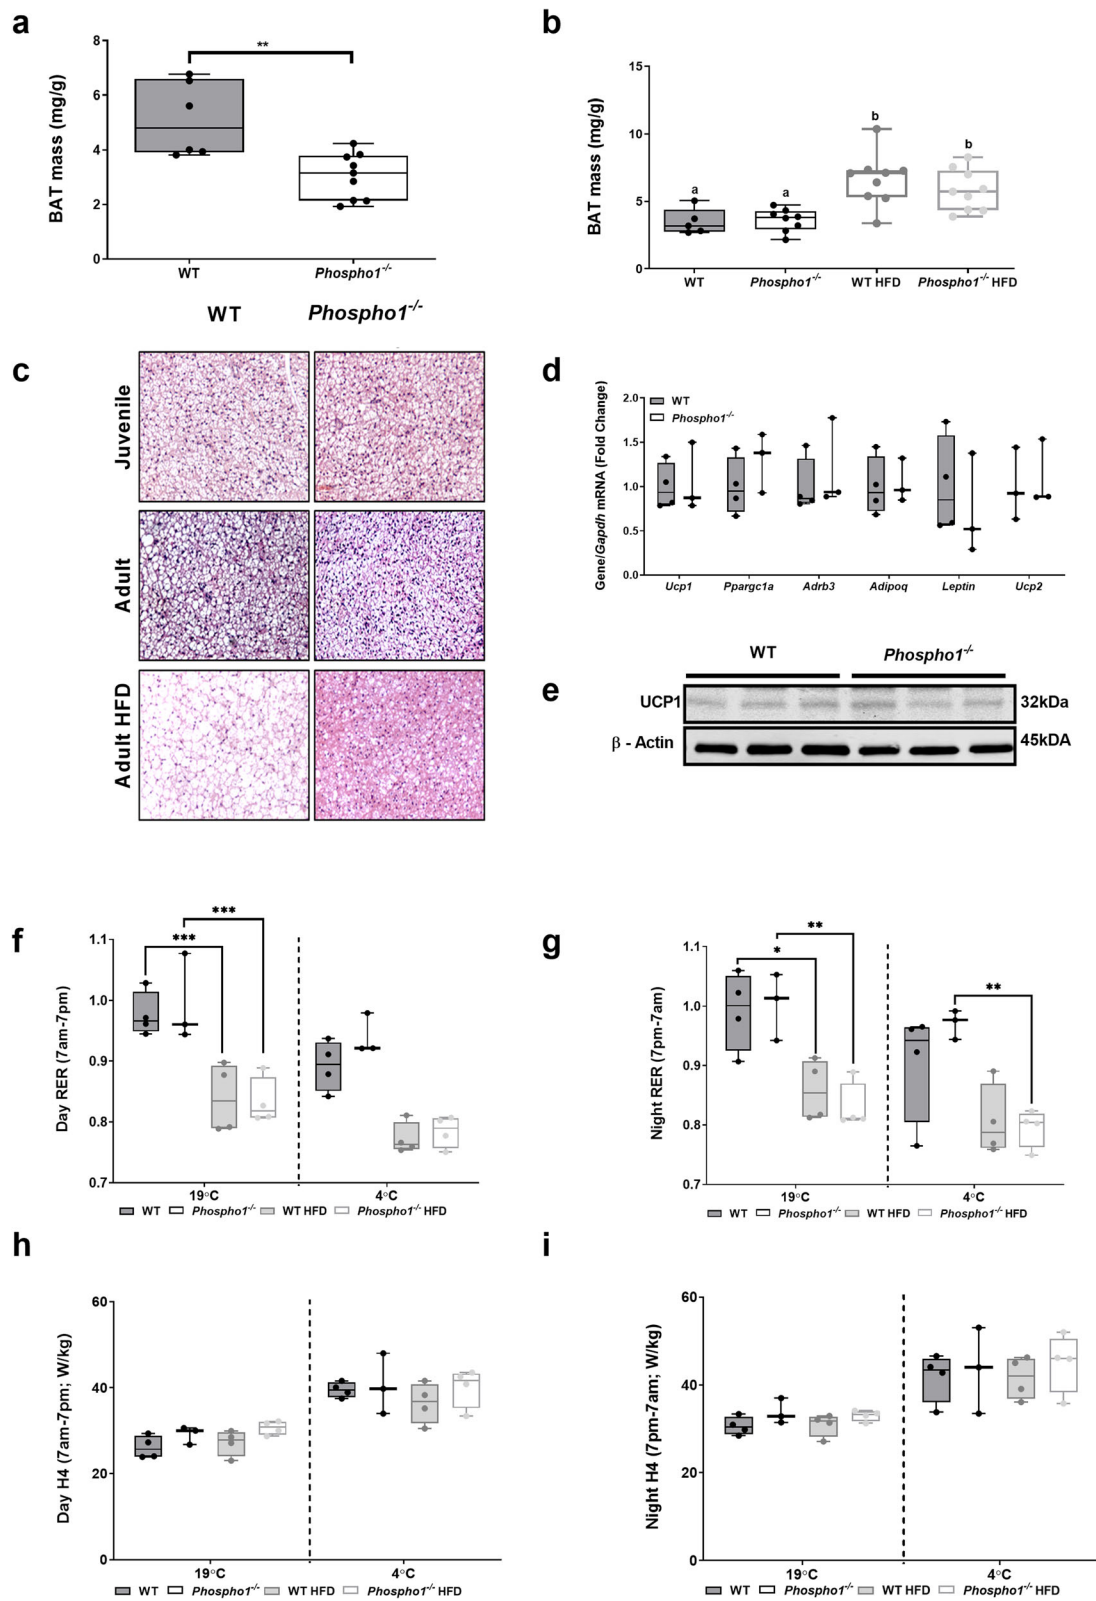 a
BAT mass (mg/g)
8
6
4
2
0
**
WT
Phospho1-/-
b
BAT mass (mg/g)
15
10
5
0
a
a
b
b
WT
Phospho1-/-
WT HFD
Phospho1-/- HFD
c
WT
Phospho1-/-
Juvenile
Adult
Adult HFD
d
WT
Phospho1-/-
Gene/Gapdh mRNA (Fold Change)
2.0
1.5
1.0
0.5
0.0
Ucp1
Ppargc1a
Adrb3
Adipoq
Leptin
Ucp2
e
WT
Phospho1-/-
UCP1
32kDa
β - Actin
45kDA
f
Day RER (7am-7pm)
1.1
1.0
0.9
0.8
0.7
***
***
19°C
4°C
WT Phospho1-/- WT HFD Phospho1-/- HFD
g
Night RER (7pm-7am)
1.1
1.0
0.9
0.8
0.7
*
**
**
19°C
4°C
WT Phospho1-/- WT HFD Phospho1-/- HFD
h
Day H4 (7am-7pm; W/kg)
60
40
20
0
19°C
4°C
WT Phospho1-/- WT HFD Phospho1-/- HFD
i
Night H4 (7pm-7am; W/kg)
60
40
20
0
19°C
4°C
WT Phospho1-/- WT HFD Phospho1-/- HFD